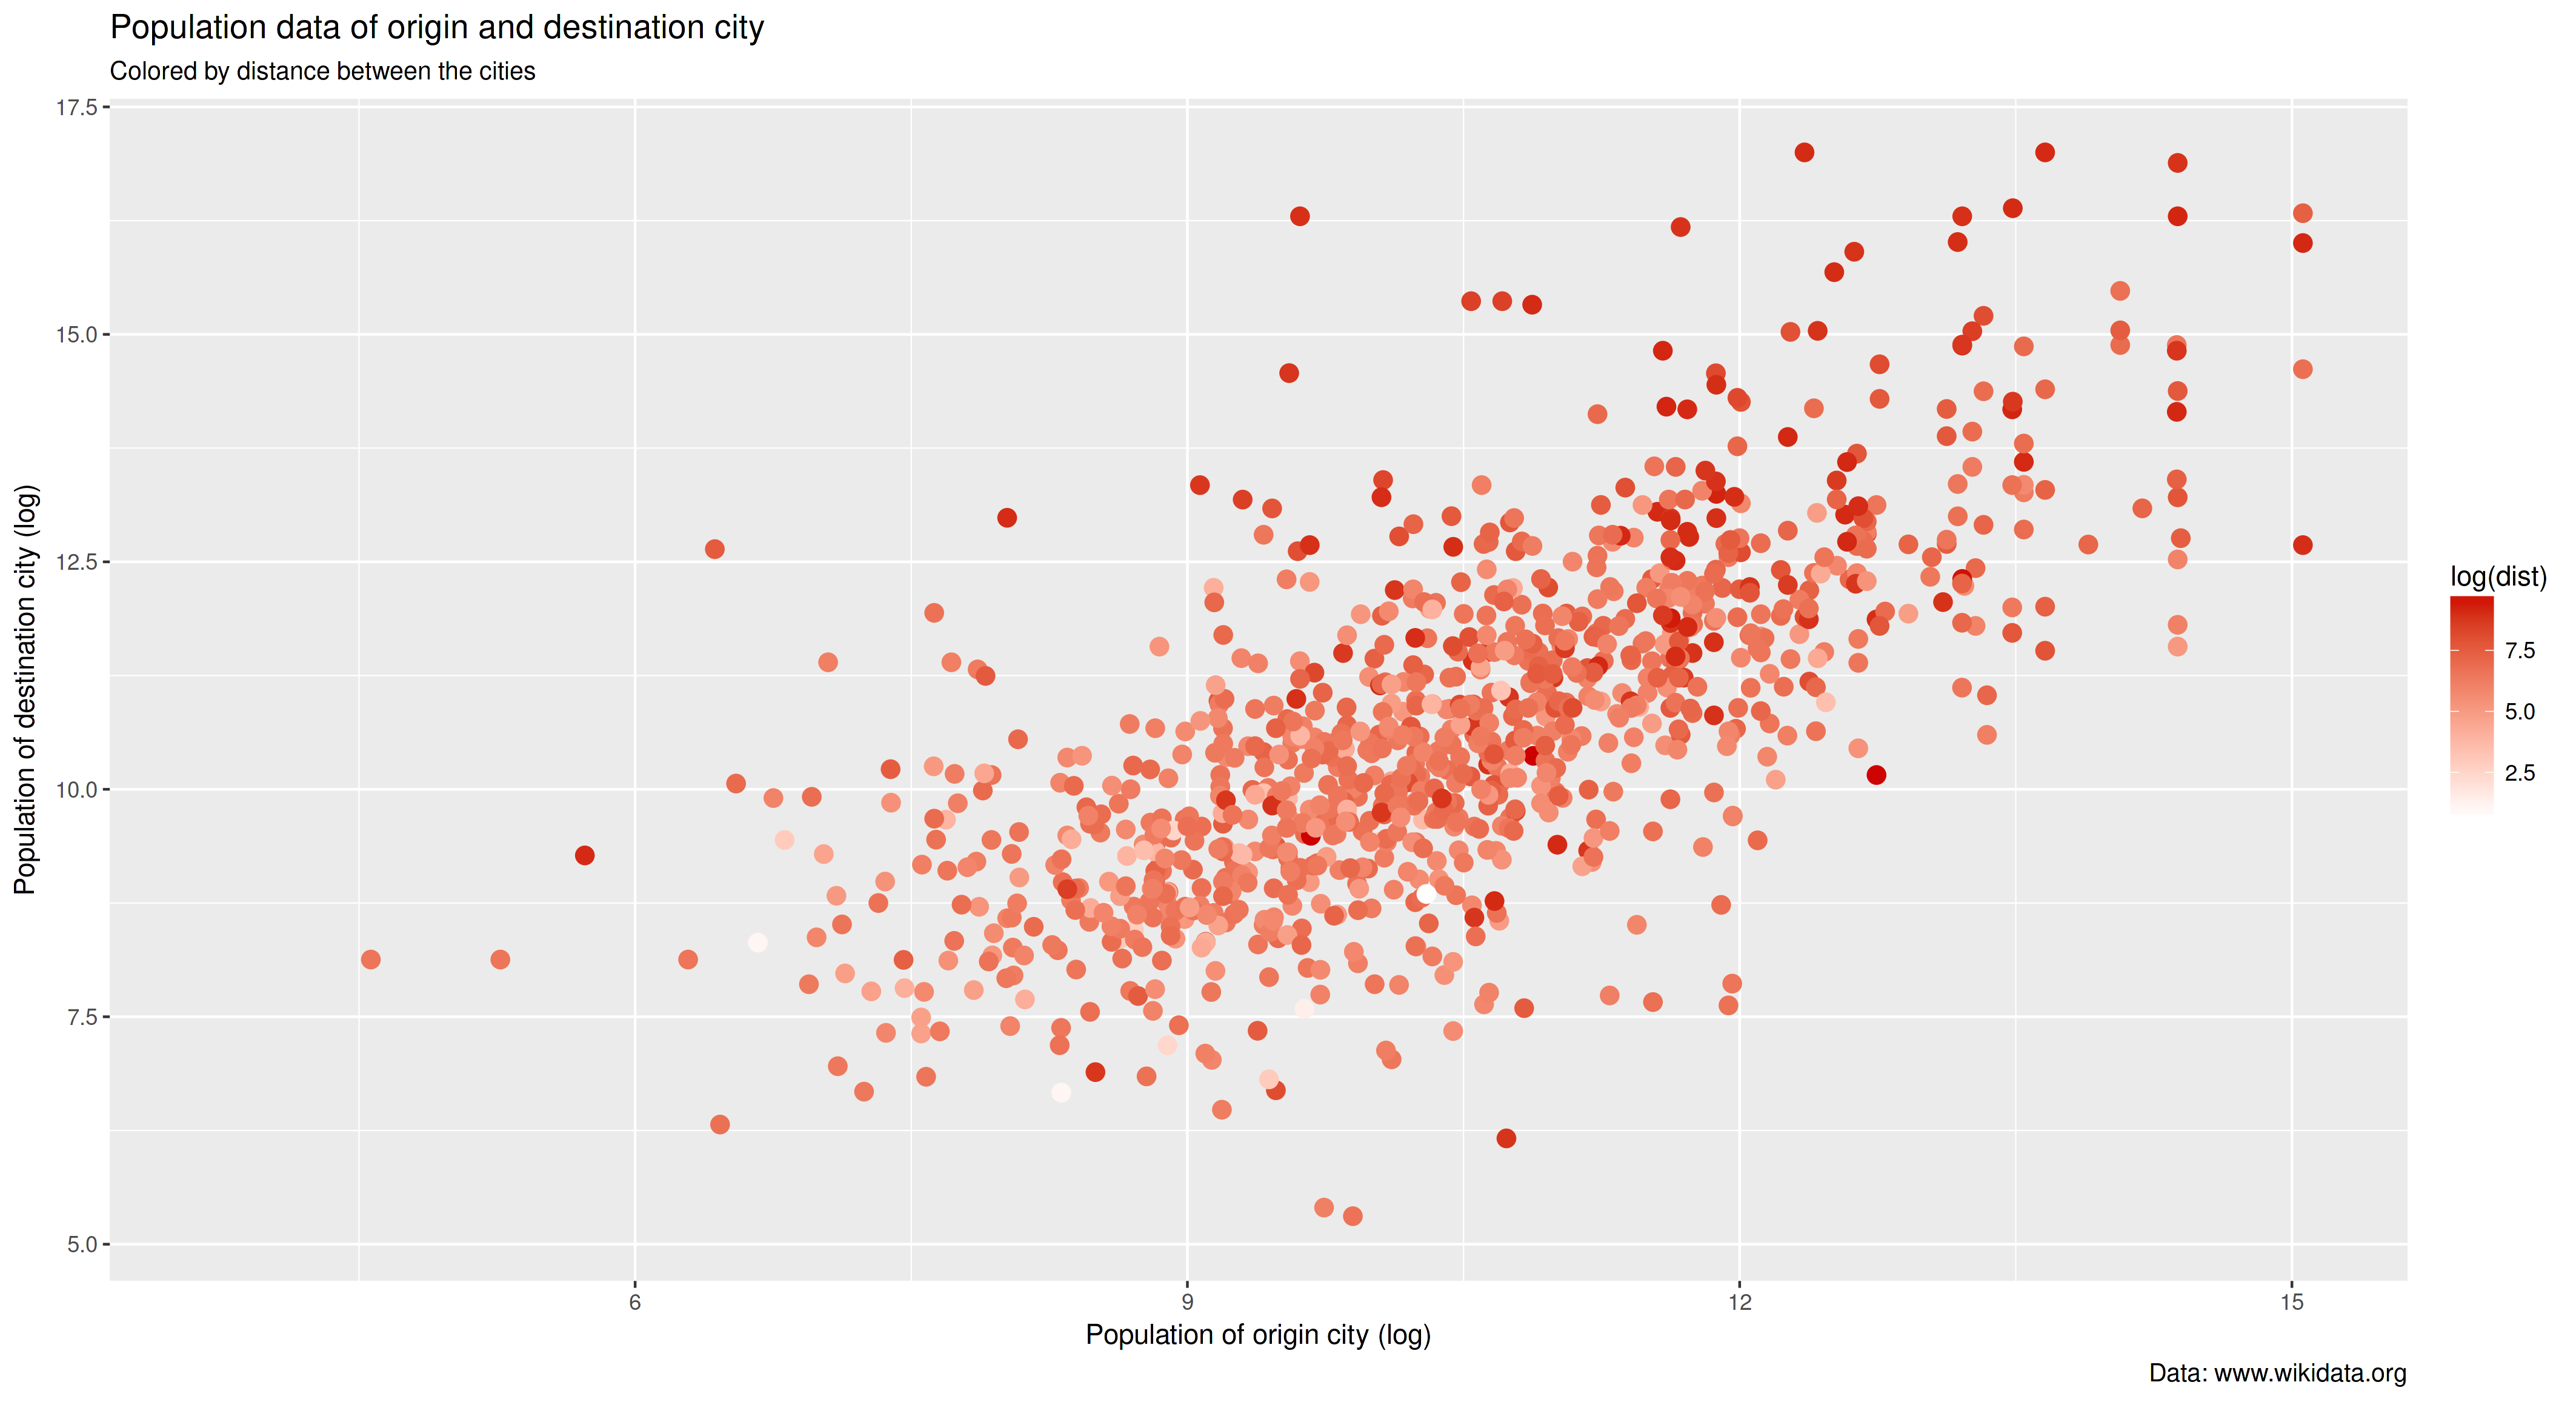 Population data of origin and destination city
Colored by distance between the cities
17.5
15.0
12.5
10.0
7.5
5.0
Population of destination city (log)
6
9
12
15
Population of origin city (log)
log(dist)
7.5
5.0
2.5
Data: www.wikidata.org